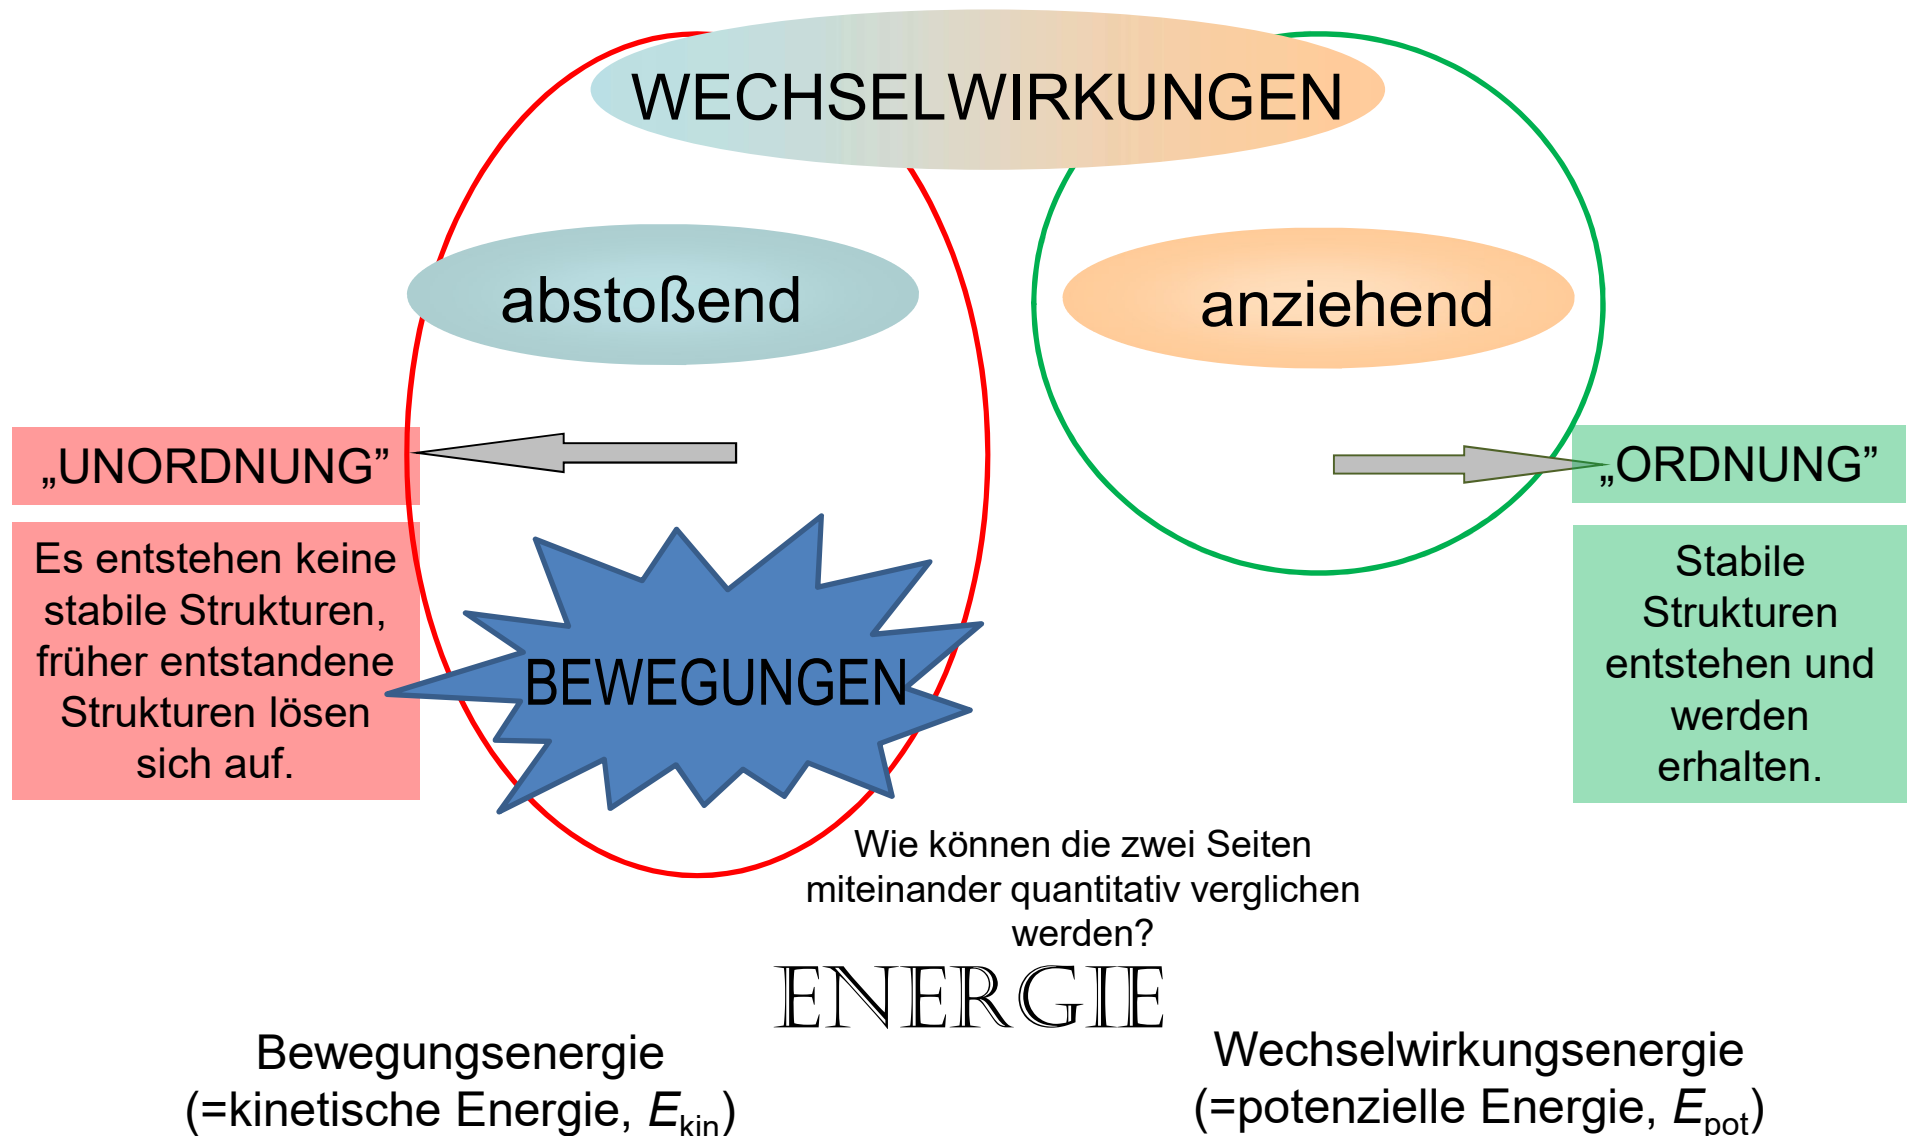 WECHSELWIRKUNGEN
abstoßend
anziehend
„UNORDNUNG”
„ORDNUNG”
Es entstehen keine
stabile Strukturen,
früher entstandene
Strukturen lösen
sich auf.
Stabile
Strukturen
entstehen und
werden
erhalten.
BEWEGUNGEN
Wie können die zwei Seiten
miteinander quantitativ verglichen
werden?
ENERGIE
Bewegungsenergie
(=kinetische Energie, Ekin)
Wechselwirkungsenergie
(=potenzielle Energie, Epot)